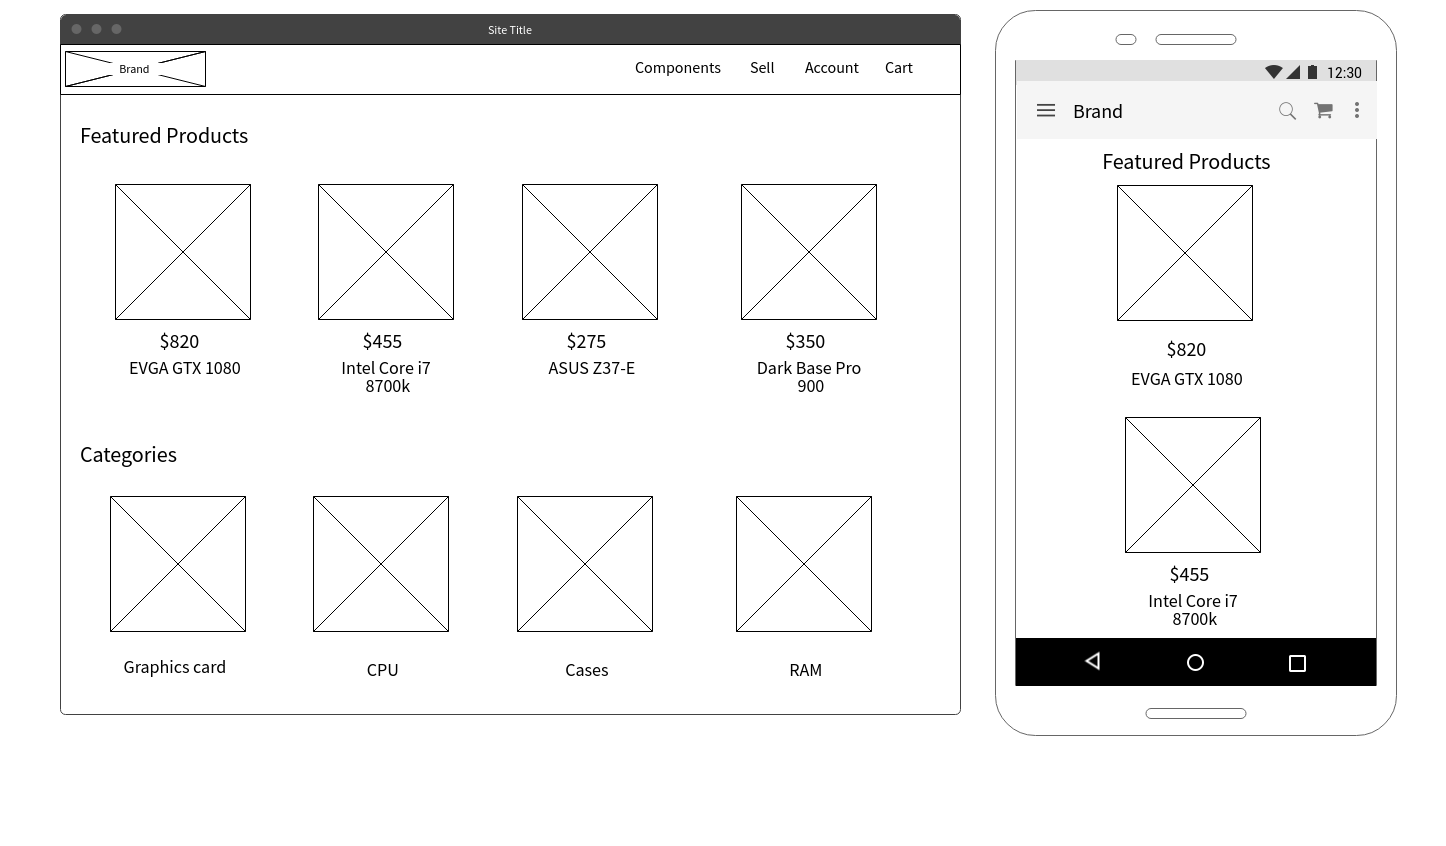 Site Title
Brand
Components Sell Account Cart
Featured Products
$820 $455 $275 $350
EVGA GTX 1080 Intel Core i7 ASUS Z37-E Dark Base Pro
8700k 900
Categories
Graphics card CPU Cases RAM
12:30
Brand
Featured Products
$820
EVGA GTX 1080
$455
Intel Core i7
8700k